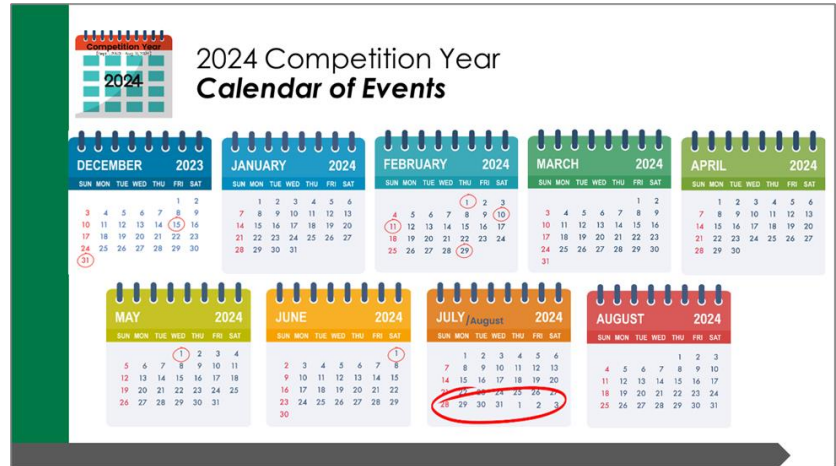 Competition Year
2024
2024 Competition Year
Calendar of Events
DECEMBER 2023
SUN MON TUE WED THU FRI SAT
1 2
3 4 5 6 7 8 9
10 11 12 13 14 15 16
17 18 19 20 21 22 23
24 25 26 27 28 29 30
31
JANUARY 2024
SUN MON TUE WED THU FRI SAT
1 2 3 4 5 6
7 8 9 10 11 12 13
14 15 16 17 18 19 20
21 22 23 24 25 26 27
28 29 30 31
FEBRUARY 2024
SUN MON TUE WED THU FRI SAT
1 2 3
4 5 6 7 8 9 10
11 12 13 14 15 16 17
18 19 20 21 22 23 24
25 26 27 28 29
MARCH 2024
SUN MON TUE WED THU FRI SAT
1 2
3 4 5 6 7 8 9
10 11 12 13 14 15 16
17 18 19 20 21 22 23
24 25 26 27 28 29 30
31
APRIL 2024
SUN MON TUE WED THU FRI SAT
1 2 3 4 5 6
7 8 9 10 11 12 13
14 15 16 17 18 19 20
21 22 23 24 25 26 27
28 29 30
MAY 2024
SUN MON TUE WED THU FRI SAT
1 2 3 4
5 6 7 8 9 10 11
12 13 14 15 16 17 18
19 20 21 22 23 24 25
26 27 28 29 30 31
JUNE 2024
SUN MON TUE WED THU FRI SAT
1
2 3 4 5 6 7 8
9 10 11 12 13 14 15
16 17 18 19 20 21 22
23 24 25 26 27 28 29
30
JULY /August 2024
SUN MON TUE WED THU FRI SAT
1 2 3 4 5 6
7 8 9 10 11 12 13
14 15 16 17 18 19 20
21 22 23 24 25 26 27
28 29 30 31 1 2 3
AUGUST 2024
SUN MON TUE WED THU FRI SAT
1 2 3
4 5 6 7 8 9 10
11 12 13 14 15 16 17
18 19 20 21 22 23 24
25 26 27 28 29 30 31